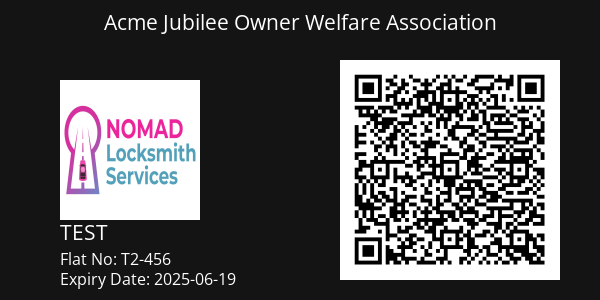 Acme Jubilee Owner Welfare Association
NOMAD
Locksmith
Services
TEST
Flat No: T2-456
Expiry Date: 2025-06-19